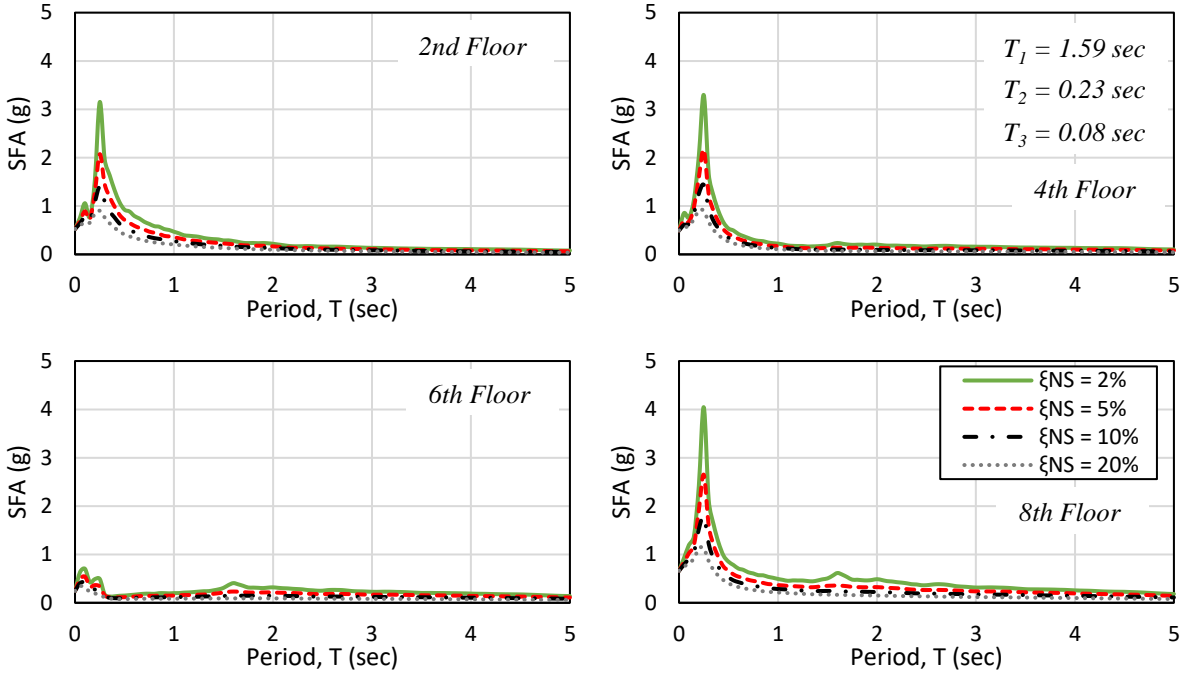 2nd Floor
SFA (g)
5
4
3
2
1
0
0 1 2 3 4 5
Period, T (sec)
T1 = 1.59 sec
T2 = 0.23 sec
T3 = 0.08 sec
4th Floor
SFA (g)
5
4
3
2
1
0
0 1 2 3 4 5
Period, T (sec)
6th Floor
SFA (g)
5
4
3
2
1
0
0 1 2 3 4 5
Period, T (sec)
ξNS = 2%
ξNS = 5%
ξNS = 10%
ξNS = 20%
8th Floor
SFA (g)
5
4
3
2
1
0
0 1 2 3 4 5
Period, T (sec)